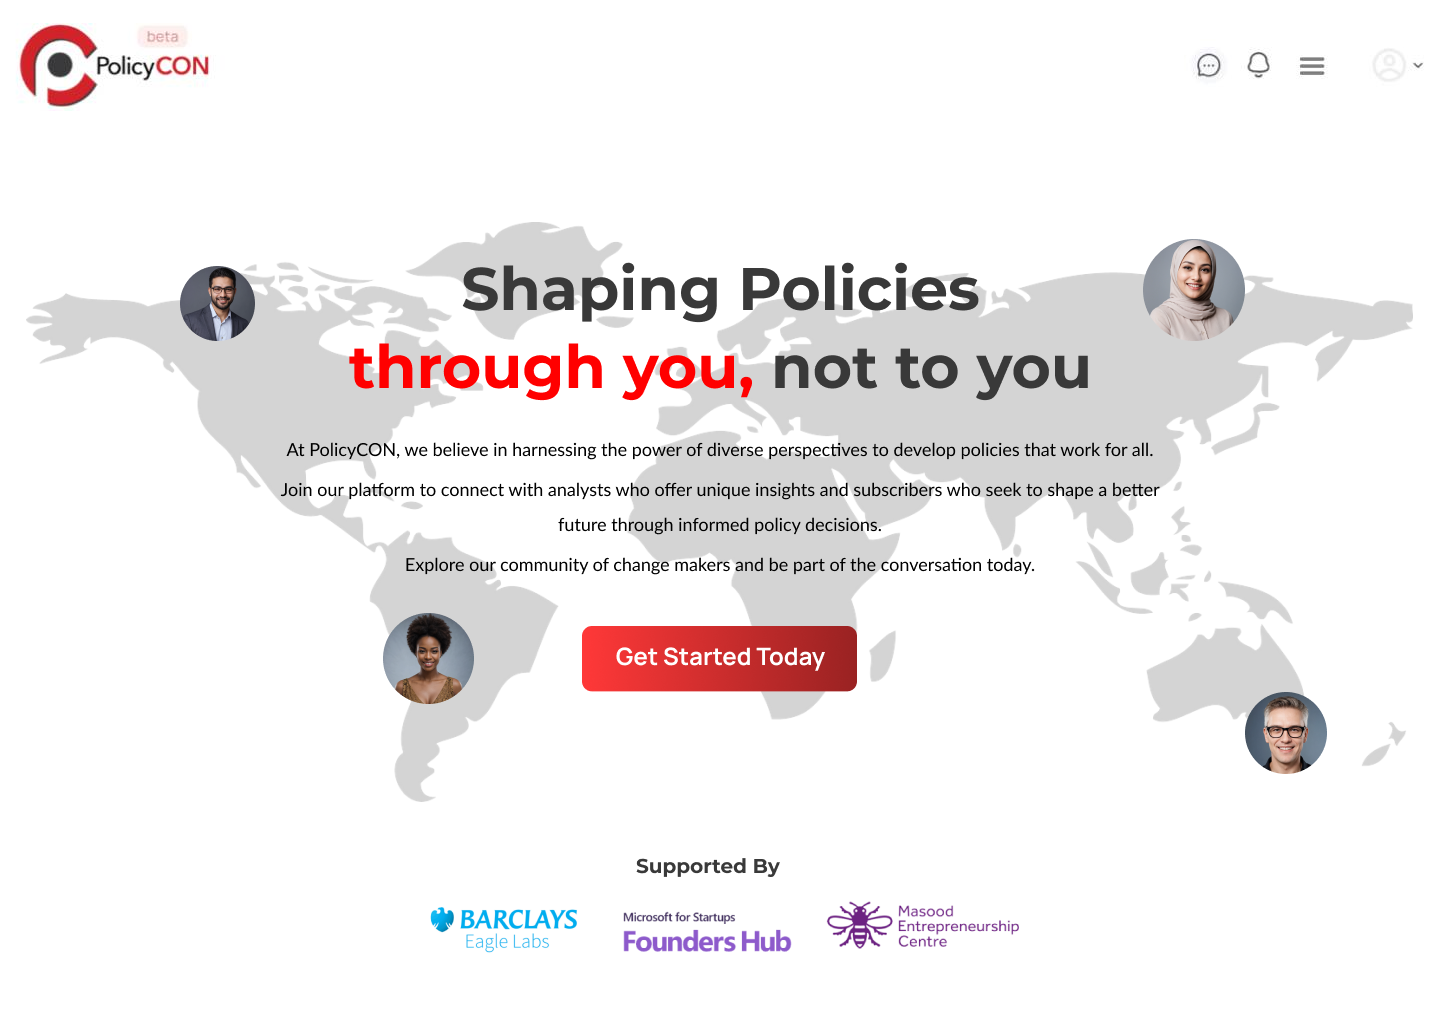 beta
PolicyCON
Shaping Policies
through you, not to you
At PolicyCON, we believe in harnessing the power of diverse perspectives to develop policies that work for all.
Join our platform to connect with analysts who offer unique insights and subscribers who seek to shape a better
future through informed policy decisions.
Explore our community of change makers and be part of the conversation today.
Get Started Today
Supported By
BARCLAYS
Eagle Labs
Microsoft for Startups
Founders Hub
Masood
Entrepreneurship
Centre